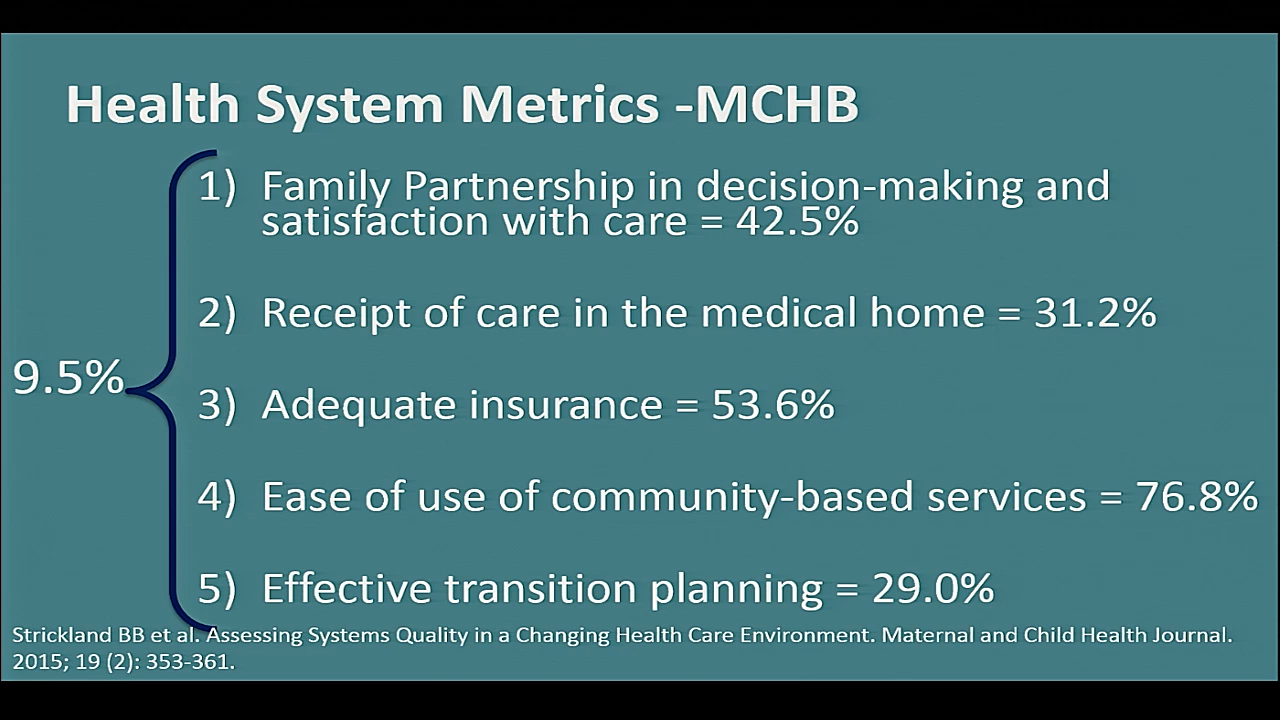 Health System Metrics -MCHB
1) Family Partnership in decision-making and
satisfaction with care = 42.5%
2) Receipt of care in the medical home = 31.2%
9.5%
3) Adequate insurance = 53.6%
4) Ease of use of community-based services = 76.8%
5) Effective transition planning = 29.0%
Strickland BB et al. Assessing Systems Quality in a Changing Health Care Environment. Maternal and Child Health Journal.
2015; 19 (2): 353-361.